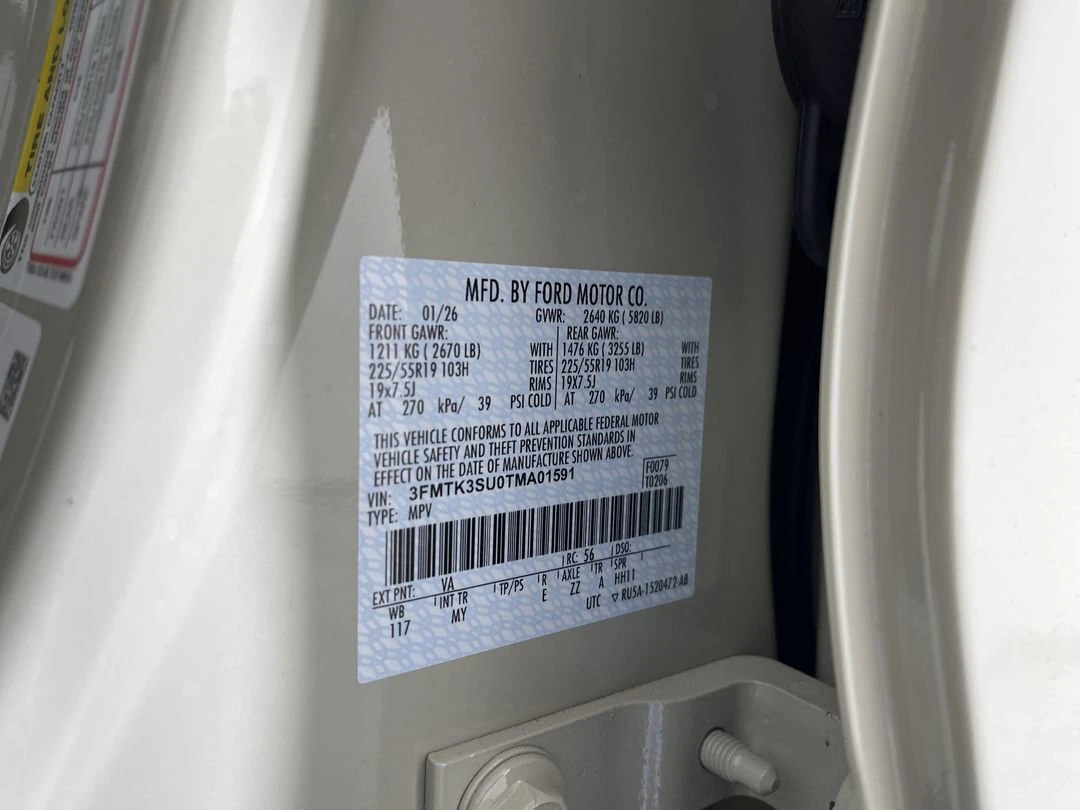 TIRE AND LO
MFD. BY FORD MOTOR CO.
DATE: 01/26 GVWR: 2640 KG ( 5820 LB)
FRONT GAWR: REAR GAWR:
1211 KG ( 2670 LB) WITH 1476 KG ( 3255 LB) WITH
225/55R19 103H TIRES 225/55R19 103H TIRES
19x7.5J RIMS 19x7.5J RIMS
AT 270 kPa/ 39 PSI COLD AT 270 kPa/ 39 PSI COLD
THIS VEHICLE CONFORMS TO ALL APPLICABLE FEDERAL MOTOR
VEHICLE SAFETY AND THEFT PREVENTION STANDARDS IN
EFFECT ON THE DATE OF MANUFACTURE SHOWN ABOVE.
VIN: 3FMTK3SU0TMA01591 F0079
TYPE: MPV T0206
EXT PNT: VA RC: 56 DSO:
WB INT TR TP/PS R AXLE TR SPR
117 MY E ZZ A HH11
UTC ▽ RU5A-1520472-AB